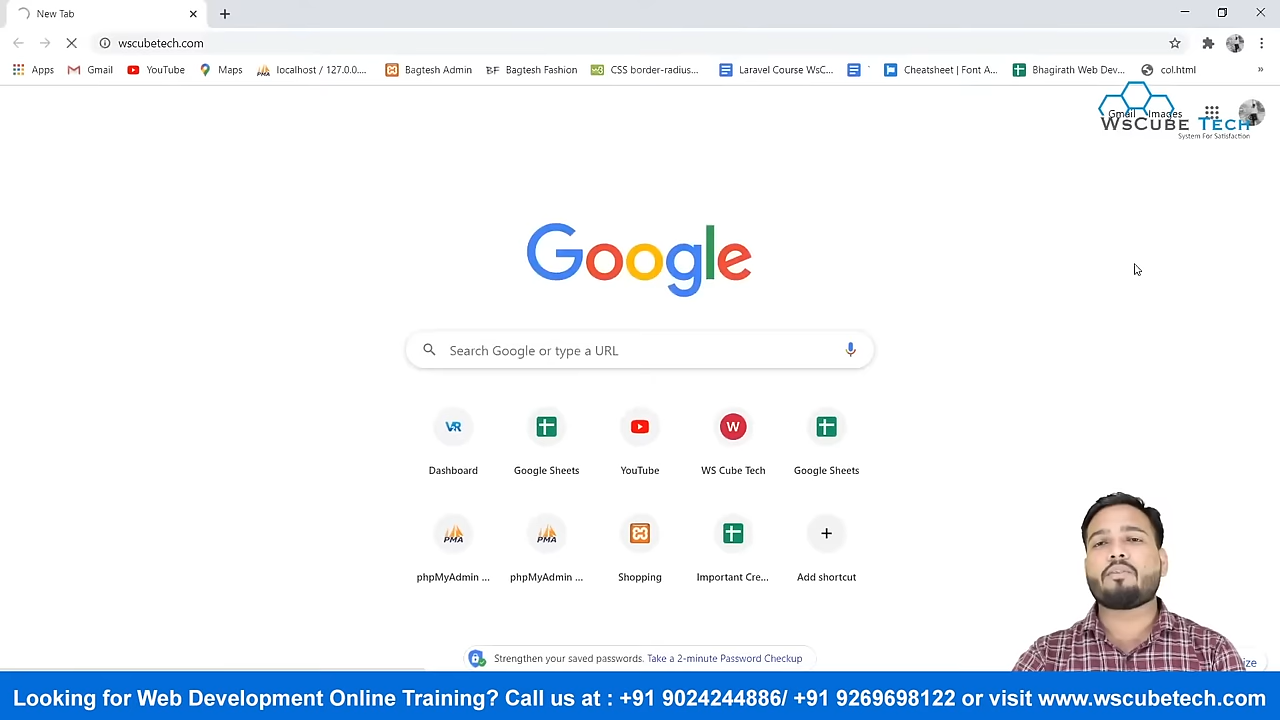 New Tab
wscubetech.com
Apps Gmail YouTube Maps localhost / 127.0.0.... Bagtesh Admin BF Bagtesh Fashion CSS border-radius... Laravel Course WsC... Cheatsheet | Font A... Bhagirath Web Dev... col.html »
Gmail Images
WsCube Tech
System For Satisfaction
Google
Search Google or type a URL
VR W
Dashboard Google Sheets YouTube WS Cube Tech Google Sheets
PMA PMA
phpMyAdmin ... phpMyAdmin ... Shopping Important Cre... Add shortcut
Strengthen your saved passwords. Take a 2-minute Password Checkup
Looking for Web Development Online Training? Call us at : +91 9024244886/ +91 9269698122 or visit www.wscubetech.com